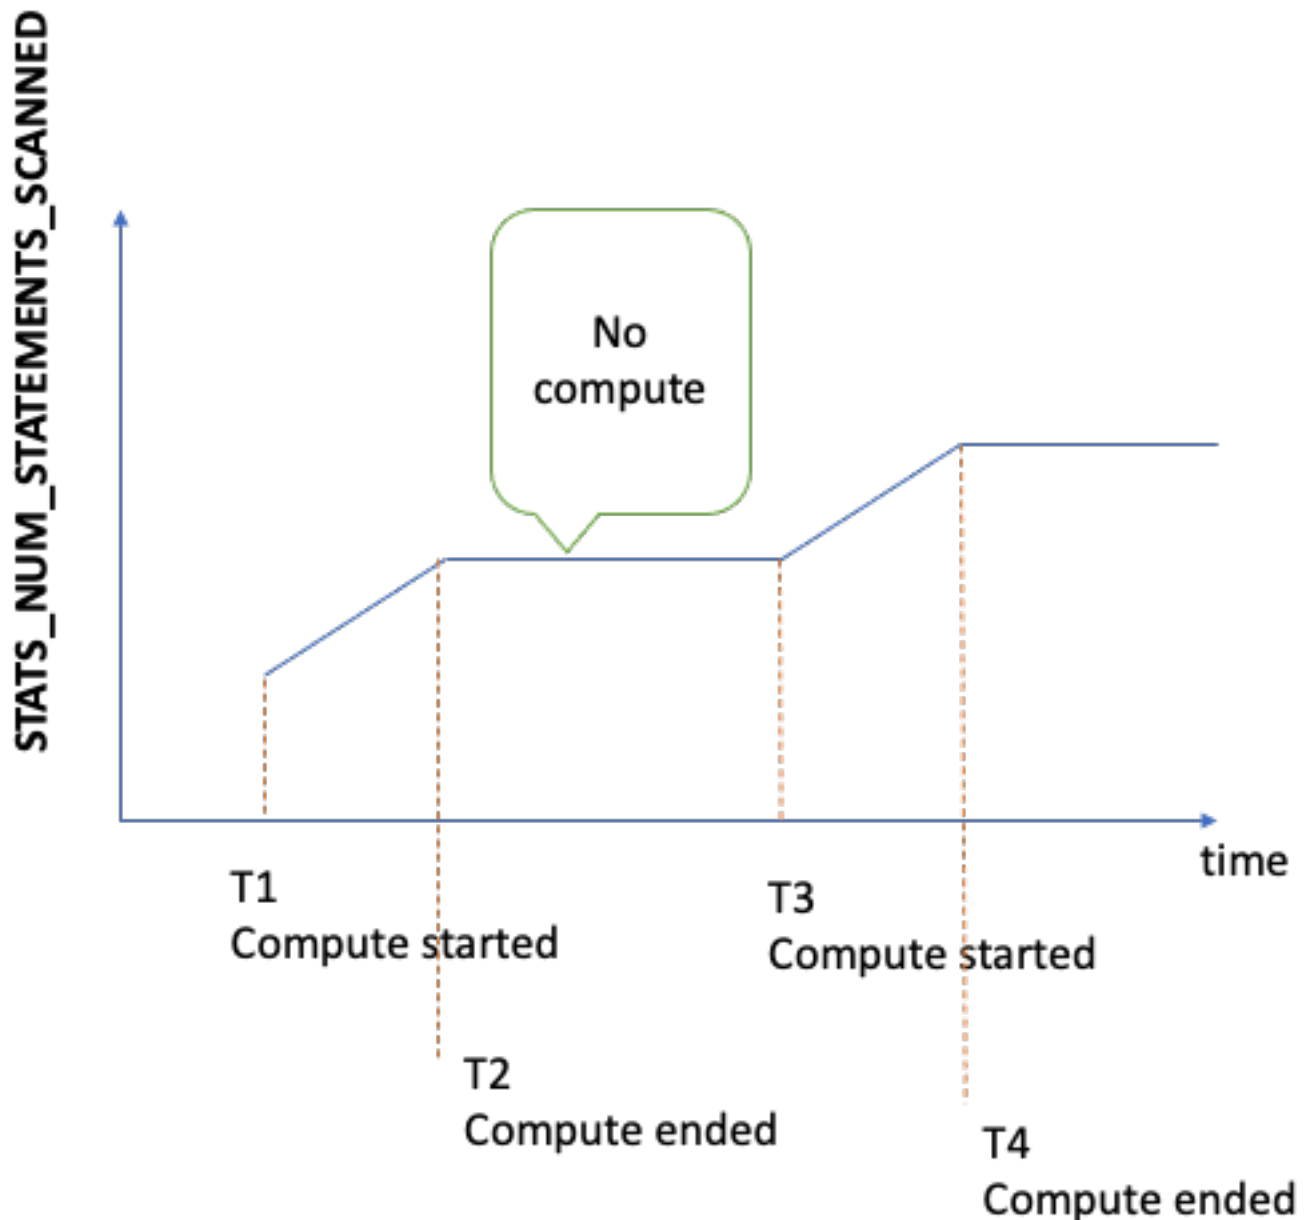 STATS_NUM_STATEMENTS_SCANNED
No
compute
time
T1
Compute started
T3
Compute started
T2
Compute ended
T4
Compute ended